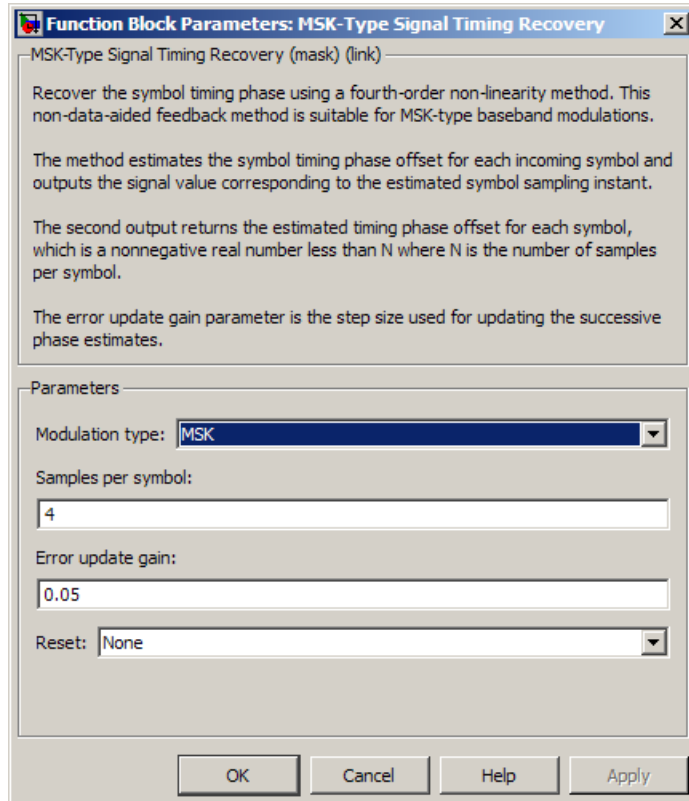 Function Block Parameters: MSK-Type Signal Timing Recovery
MSK-Type Signal Timing Recovery (mask) (link)
Recover the symbol timing phase using a fourth-order non-linearity method. This
non-data-aided feedback method is suitable for MSK-type baseband modulations.
The method estimates the symbol timing phase offset for each incoming symbol and
outputs the signal value corresponding to the estimated symbol sampling instant.
The second output returns the estimated timing phase offset for each symbol,
which is a nonnegative real number less than N where N is the number of samples
per symbol.
The error update gain parameter is the step size used for updating the successive
phase estimates.
Parameters
Modulation type: MSK
Samples per symbol:
4
Error update gain:
0.05
Reset: None
OK Cancel Help Apply